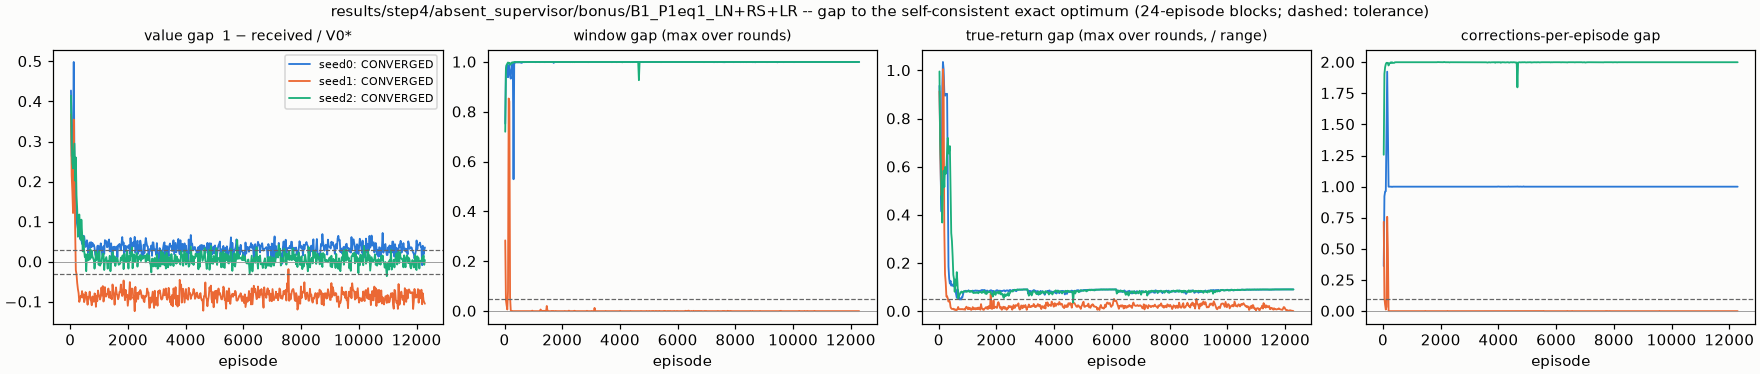 results/step4/absent_supervisor/bonus/B1_P1eq1_LN+RS+LR -- gap to the self-consistent exact optimum (24-episode blocks; dashed: tolerance)
value gap 1 − received / V0*
0.5
0.4
0.3
0.2
0.1
0.0
−0.1
seed0: CONVERGED
seed1: CONVERGED
seed2: CONVERGED
0 2000 4000 6000 8000 10000 12000
episode
window gap (max over rounds)
1.0
0.8
0.6
0.4
0.2
0.0
0 2000 4000 6000 8000 10000 12000
episode
true-return gap (max over rounds, / range)
1.0
0.8
0.6
0.4
0.2
0.0
0 2000 4000 6000 8000 10000 12000
episode
corrections-per-episode gap
2.00
1.75
1.50
1.25
1.00
0.75
0.50
0.25
0.00
0 2000 4000 6000 8000 10000 12000
episode